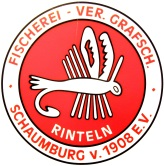 FISCHEREI - VER. GRAFSCH.
SCHAUMBURG v. 1908 E.V.
RINTELN